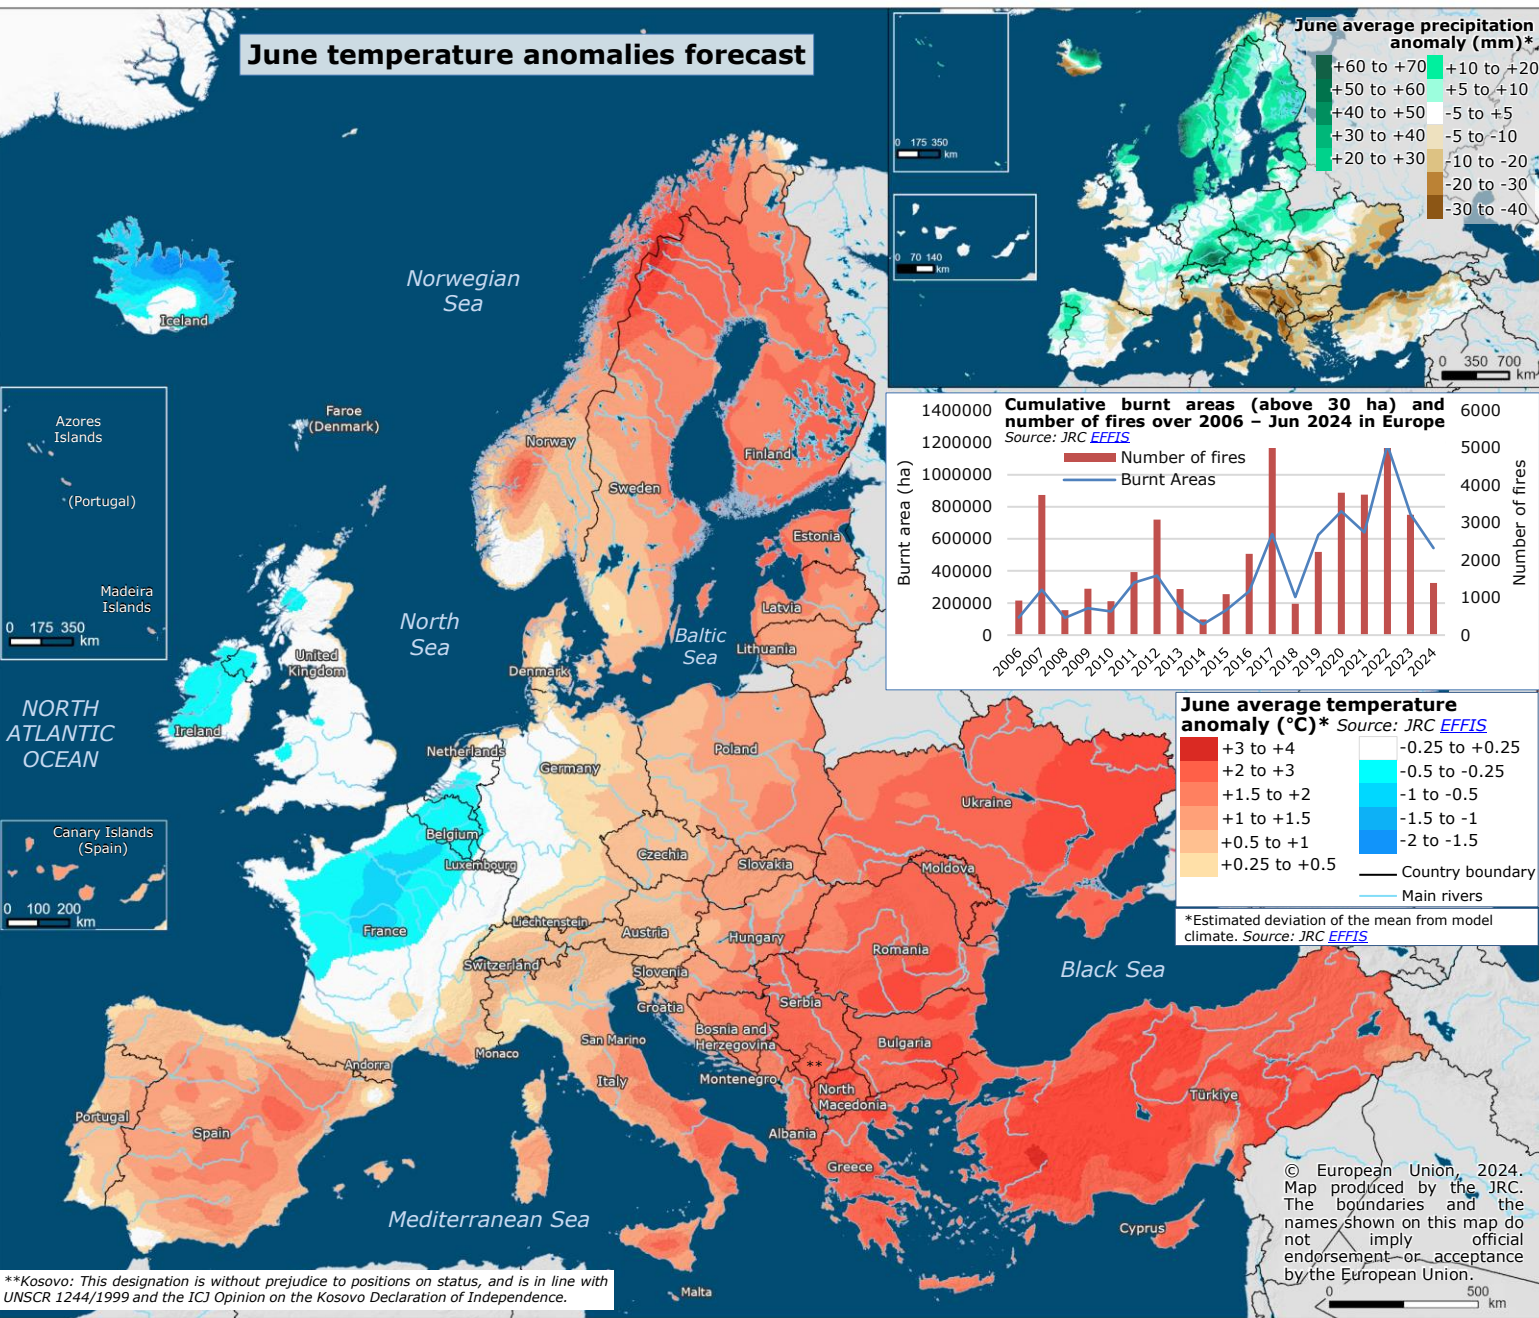 June temperature anomalies forecast
June average precipitation
anomaly (mm)*
+60 to +70
+50 to +60
+40 to +50
+30 to +40
+20 to +30
+10 to +20
+5 to +10
-5 to +5
-5 to -10
-10 to -20
-20 to -30
-30 to -40
0 175 350
km
0 70 140
km
0 350 700
km
Norwegian
Sea
Iceland
Azores
Islands
(Portugal)
Madeira
Islands
0 175 350
km
Faroe
(Denmark)
Norway
Sweden
Finland
Estonia
Latvia
Lithuania
North
Sea
Baltic
Sea
Denmark
United
Kingdom
Ireland
NORTH
ATLANTIC
OCEAN
Canary Islands
(Spain)
0 100 200
km
Netherlands
Germany
Poland
Belgium
Luxembourg
Czechia
Slovakia
Ukraine
Moldova
France
Liechtenstein
Austria
Hungary
Romania
Switzerland
Slovenia
Croatia
Serbia
Bosnia and
Herzegovina
San Marino
Monaco
Andorra
Italy
Montenegro
**
Bulgaria
North
Macedonia
Albania
Greece
Portugal
Spain
Black Sea
Türkiye
Cyprus
Mediterranean Sea
Malta
Cumulative burnt areas (above 30 ha) and
number of fires over 2006 – Jun 2024 in Europe
Source: JRC EFFIS
Number of fires
Burnt Areas
Burnt area (ha)
1400000
1200000
1000000
800000
600000
400000
200000
0
Number of fires
6000
5000
4000
3000
2000
1000
0
2006
2007
2008
2009
2010
2011
2012
2013
2014
2015
2016
2017
2018
2019
2020
2021
2022
2023
2024
June average temperature
anomaly (°C)* Source: JRC EFFIS
+3 to +4
+2 to +3
+1.5 to +2
+1 to +1.5
+0.5 to +1
+0.25 to +0.5
-0.25 to +0.25
-0.5 to -0.25
-1 to -0.5
-1.5 to -1
-2 to -1.5
Country boundary
Main rivers
*Estimated deviation of the mean from model
climate. Source: JRC EFFIS
© European Union, 2024.
Map produced by the JRC.
The boundaries and the
names shown on this map do
not imply official
endorsement or acceptance
by the European Union.
0 500
km
**Kosovo: This designation is without prejudice to positions on status, and is in line with
UNSCR 1244/1999 and the ICJ Opinion on the Kosovo Declaration of Independence.